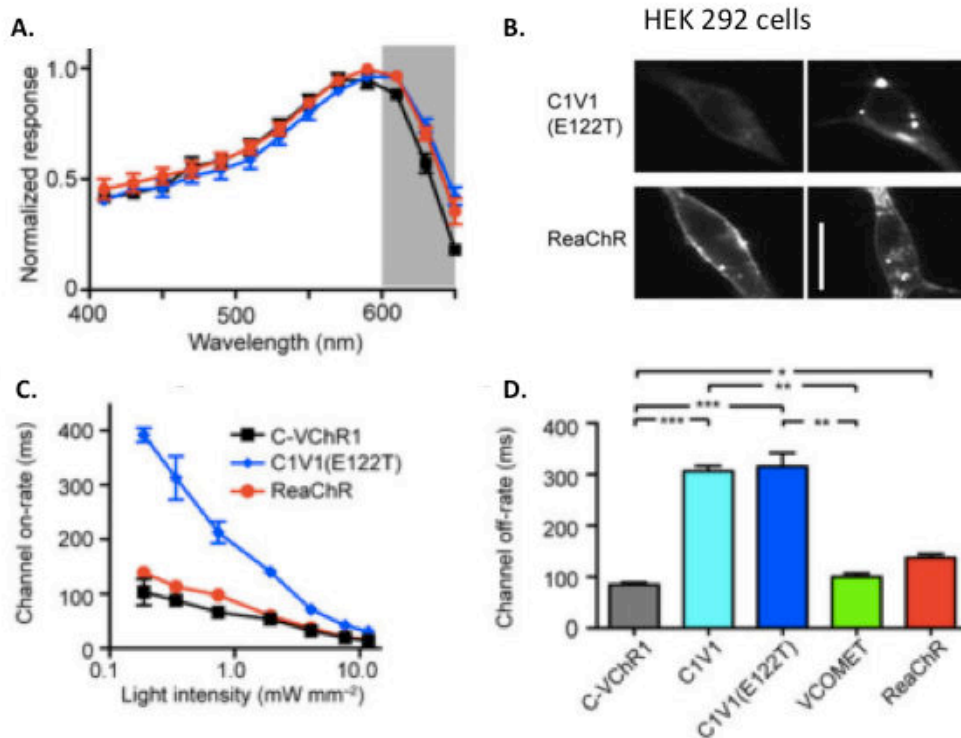 A.
Normalized response
1.0
0.5
0
400
500
600
Wavelength (nm)
B.
HEK 292 cells
C1V1
(E122T)
ReaChR
C.
Channel on-rate (ms)
400
300
200
100
0
0.1
1.0
10.0
Light intensity (mW mm⁻²)
C-VChR1
C1V1(E122T)
ReaChR
D.
Channel off-rate (ms)
400
300
200
100
0
*
**
***
***
**
C-VChR1
C1V1
C1V1(E122T)
VCOMET
ReaChR